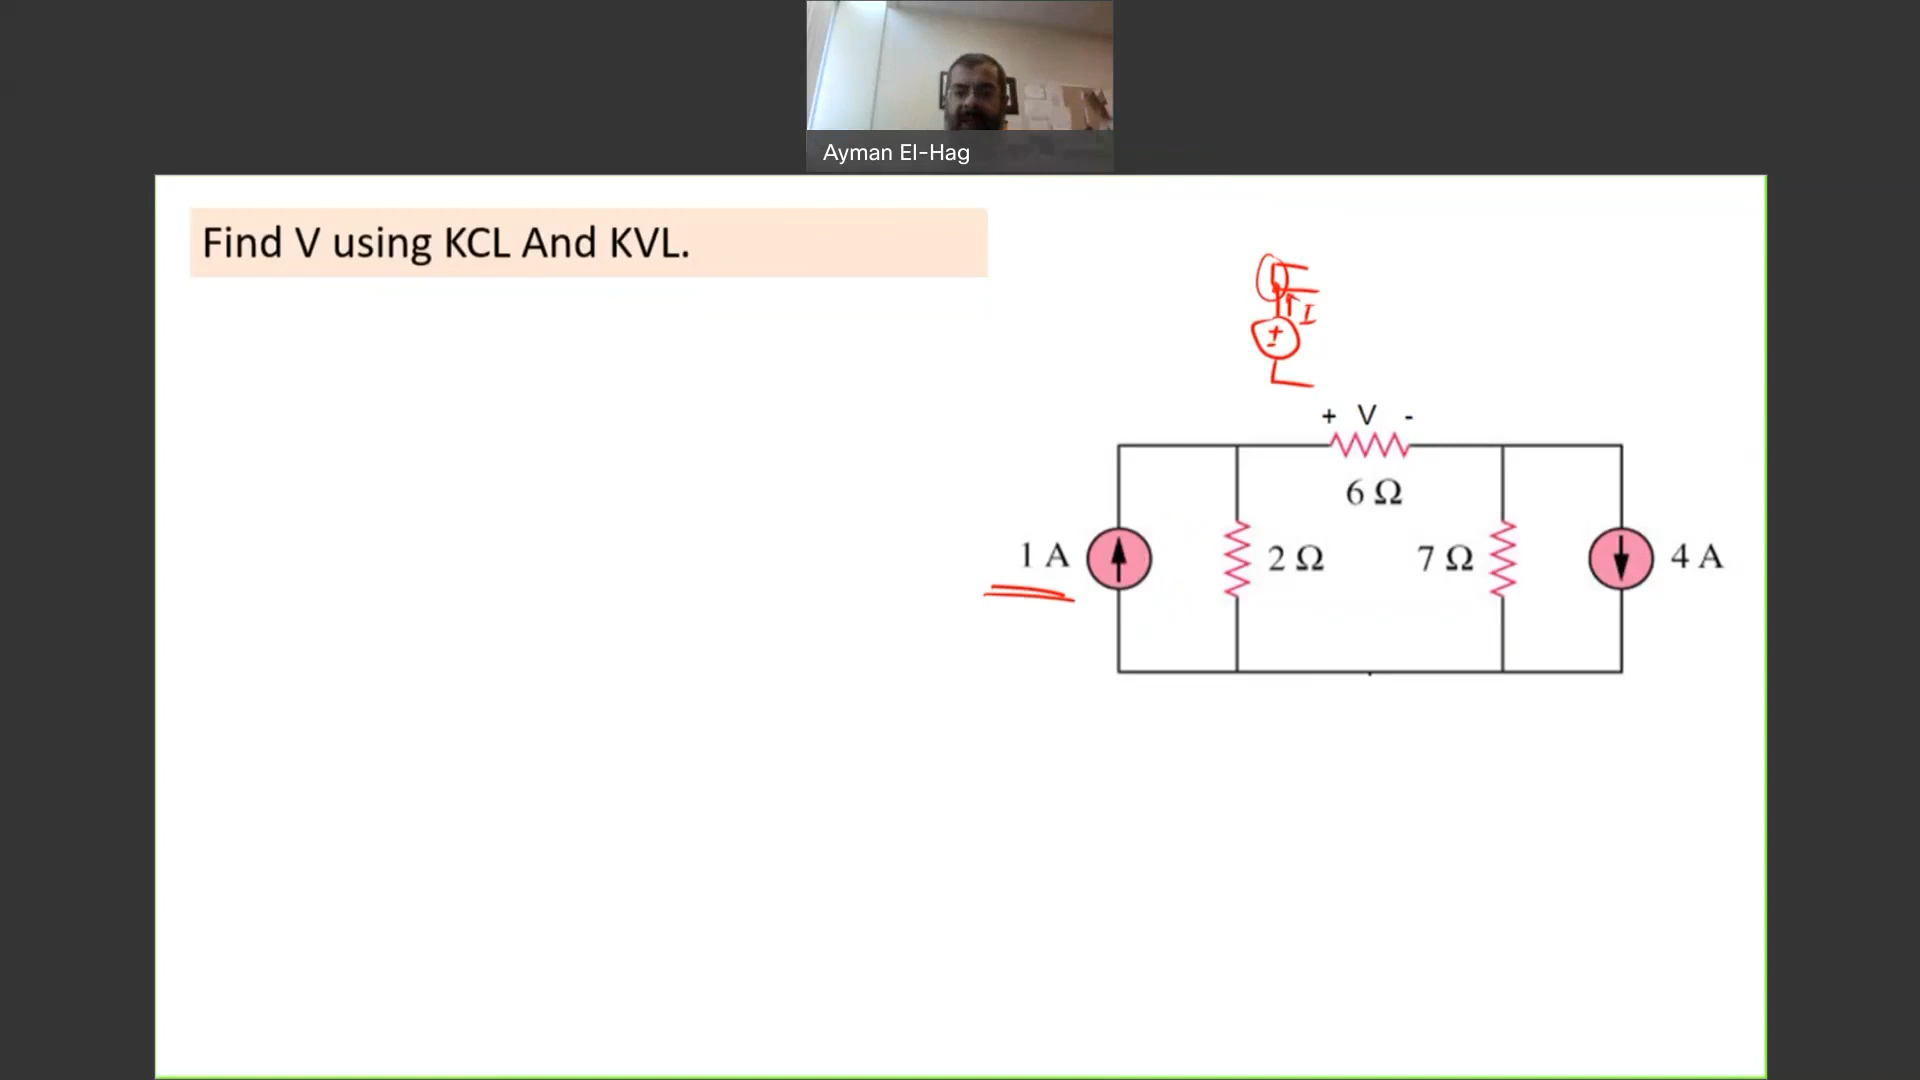 Ayman El-Hag
Find V using KCL And KVL.
I
+
-
+ V -
6 Ω
1 A
2 Ω
7 Ω
4 A